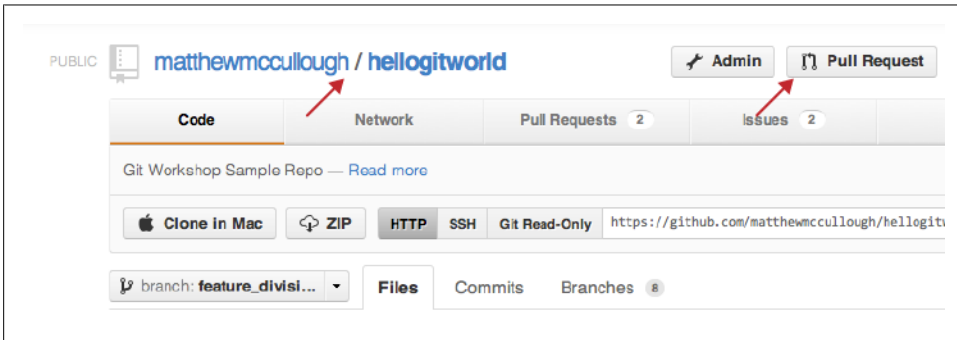 PUBLIC matthewmccullough / hellogitworld Admin Pull Request
Code Network Pull Requests 2 Issues 2
Git Workshop Sample Repo — Read more
Clone in Mac ZIP HTTP SSH Git Read-Only https://github.com/matthewmccullough/hellogitw
branch: feature_divisi... Files Commits Branches 8